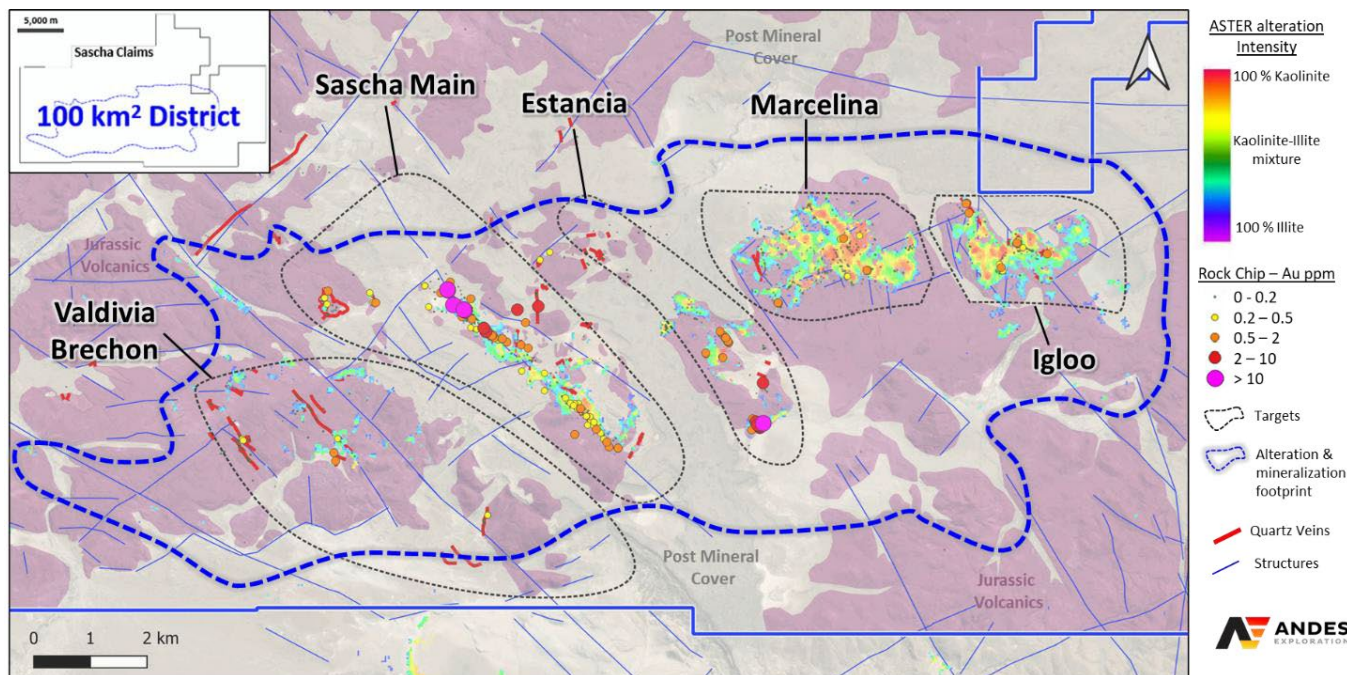 5,000 m
Sascha Claims
100 km² District
Post Mineral
Cover
Sascha Main
Estancia
Marcelina
Jurassic
Volcanics
Valdivia
Brechon
Igloo
Post Mineral
Cover
Jurassic
Volcanics
0 1 2 km
ASTER alteration
Intensity
100 % Kaolinite
Kaolinite-Illite
mixture
100 % Illite
Rock Chip – Au ppm
0 - 0.2
0.2 – 0.5
0.5 – 2
2 – 10
> 10
Targets
Alteration &
mineralization
footprint
Quartz Veins
Structures
ANDES
EXPLORATION